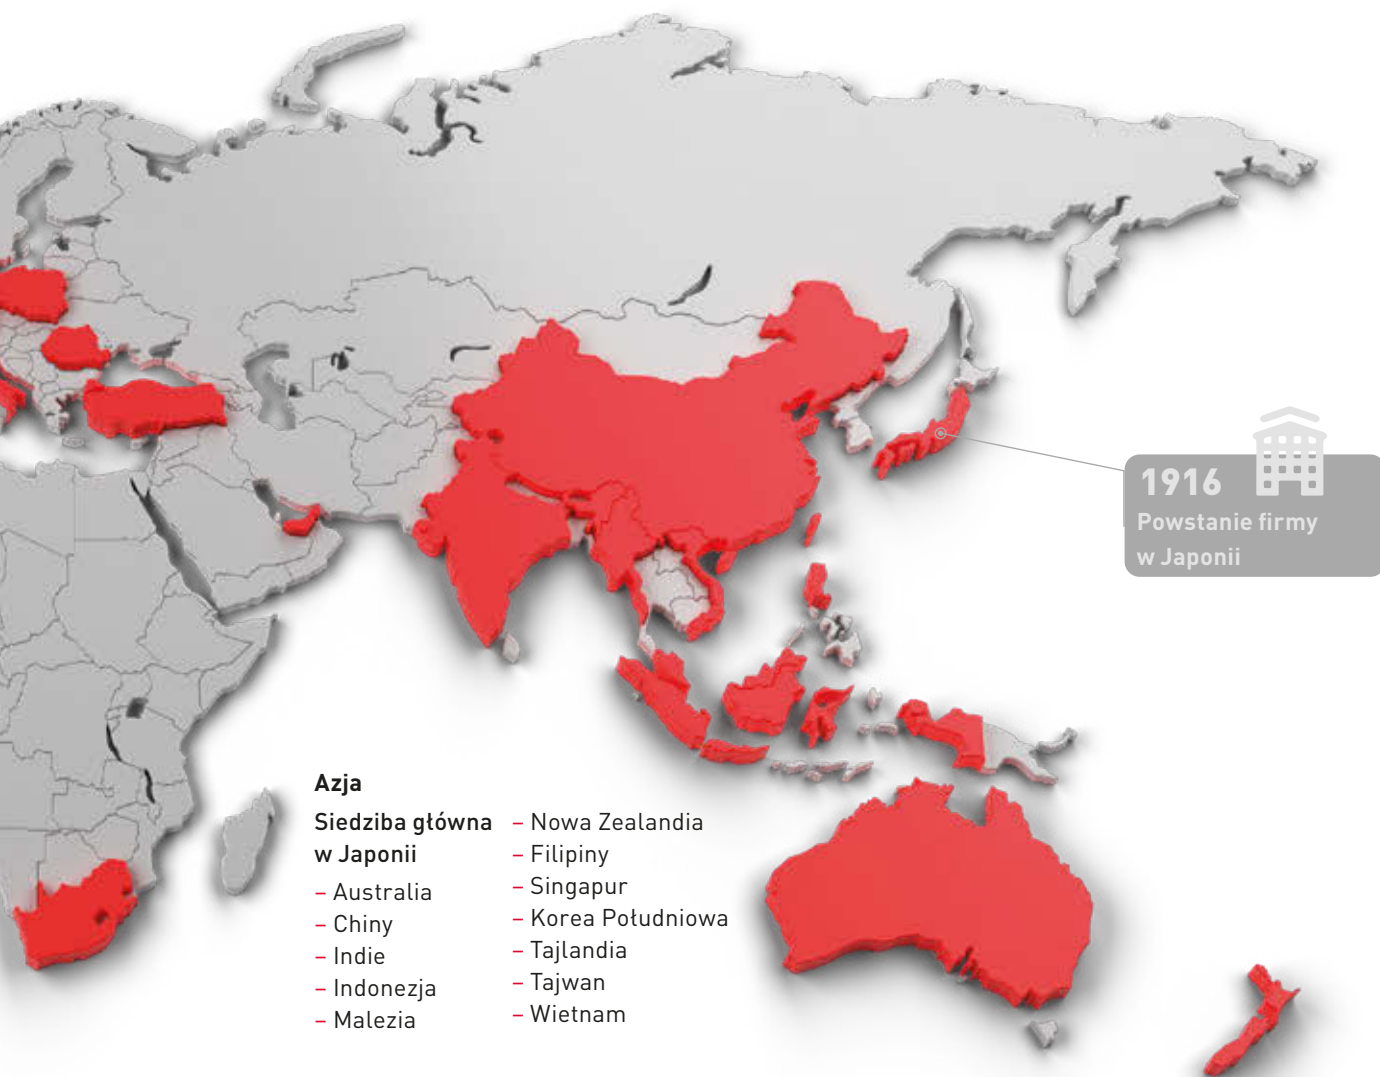 1916
Powstanie firmy
w Japonii
Azja
Siedziba główna
w Japonii
– Australia
– Chiny
– Indie
– Indonezja
– Malezia
– Nowa Zealandia
– Filipiny
– Singapur
– Korea Południowa
– Tajlandia
– Tajwan
– Wietnam